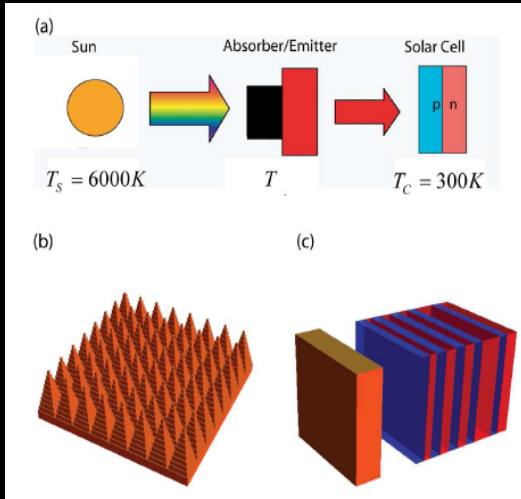 (a)
Sun Absorber/Emitter Solar Cell
p n
T_S = 6000K T T_C = 300K
(b) (c)